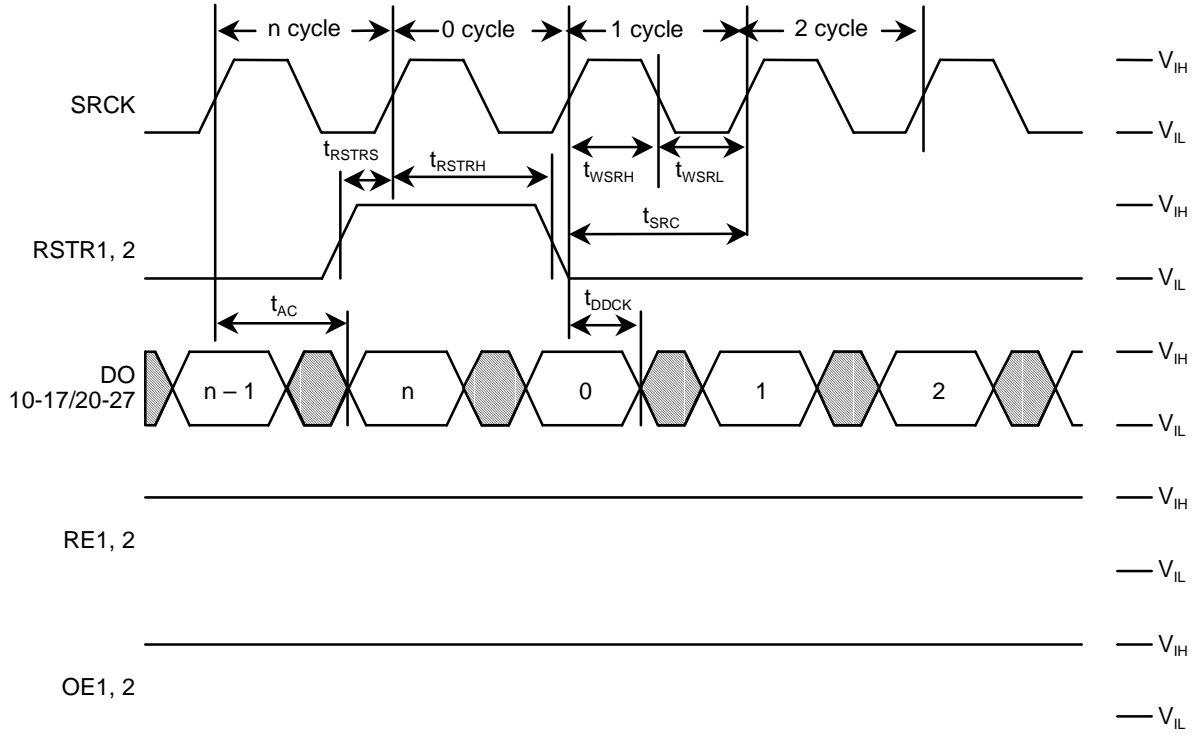 n cycle 0 cycle 1 cycle 2 cycle
SRCK
V_IH
V_IL
t_RSTRS t_RSTRH t_WSRH t_WSRL
t_SRC
RSTR1, 2
V_IH
V_IL
t_AC t_DDCK
DO
10-17/20-27
n – 1 n 0 1 2
V_IH
V_IL
RE1, 2
V_IH
V_IL
OE1, 2
V_IH
V_IL